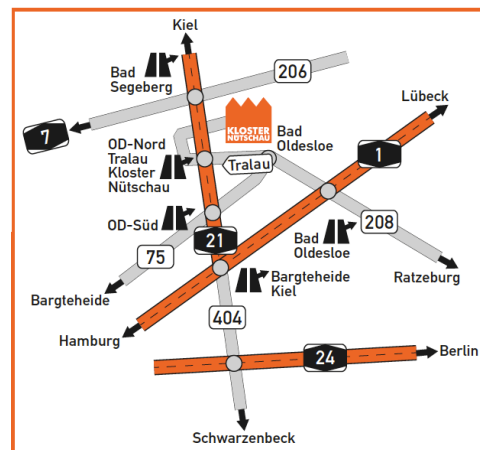 Kiel
Bad
Segeberg
206
Lübeck
7
KLOSTER
NÜTSCHAU
Bad
Oldesloe
1
OD-Nord
Tralau
Kloster
Nütschau
Tralau
OD-Süd
21
75
Bad
Oldesloe
208
Bargteheide
Bargteheide
Kiel
Ratzeburg
Hamburg
404
24
Berlin
Schwarzenbeck